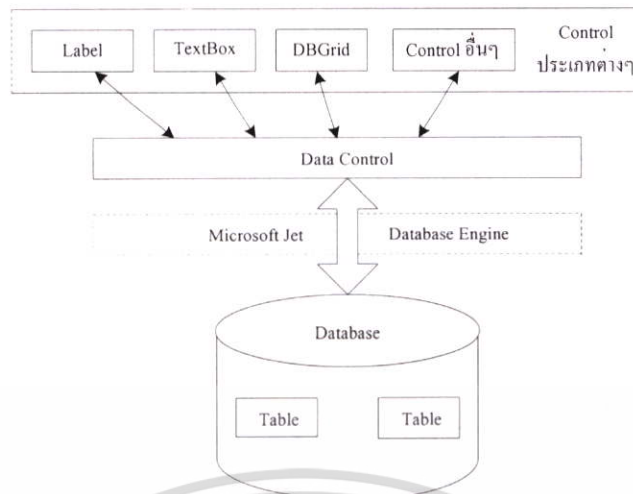 Label
TextBox
DBGrid
Control อื่นๆ
Control
ประเภทต่างๆ
Data Control
Microsoft Jet
Database Engine
Database
Table
Table